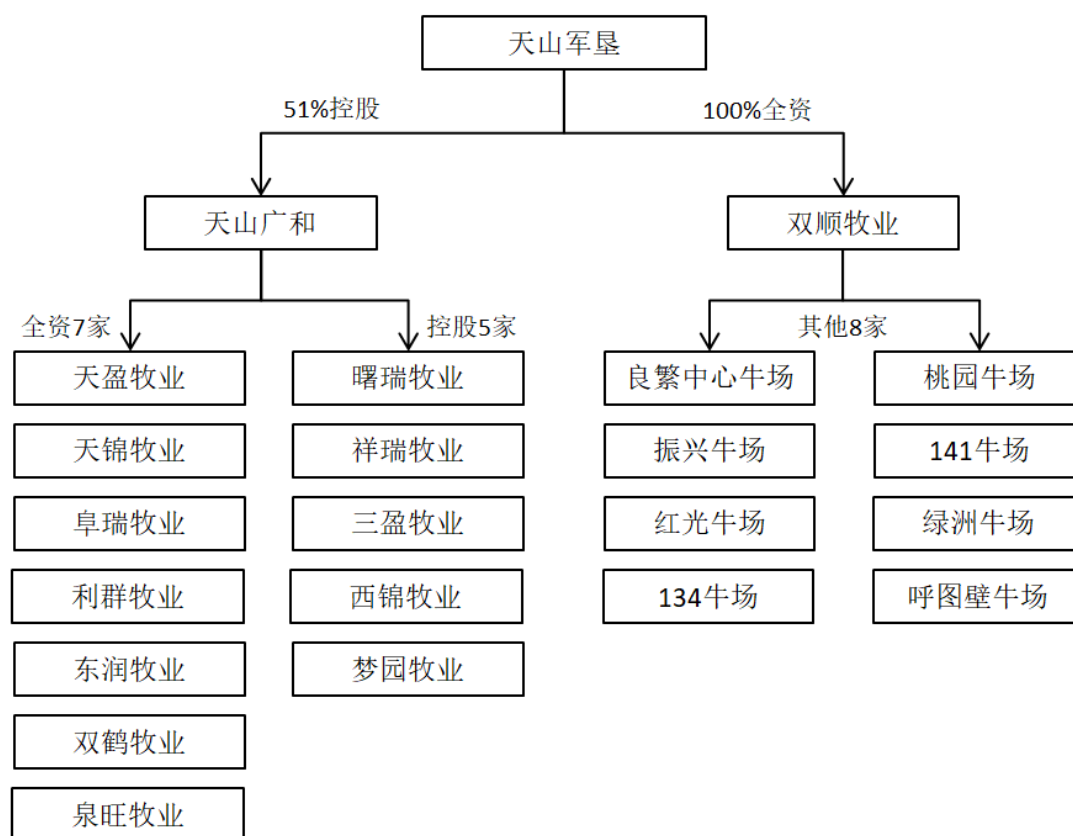 天山军垦
51%控股
100%全资
天山广和
双顺牧业
全资7家
控股5家
其他8家
天盈牧业
曙瑞牧业
良繁中心牛场
桃园牛场
天锦牧业
祥瑞牧业
振兴牛场
141牛场
阜瑞牧业
三盈牧业
红光牛场
绿洲牛场
利群牧业
西锦牧业
134牛场
呼图壁牛场
东润牧业
梦园牧业
双鹤牧业
泉旺牧业